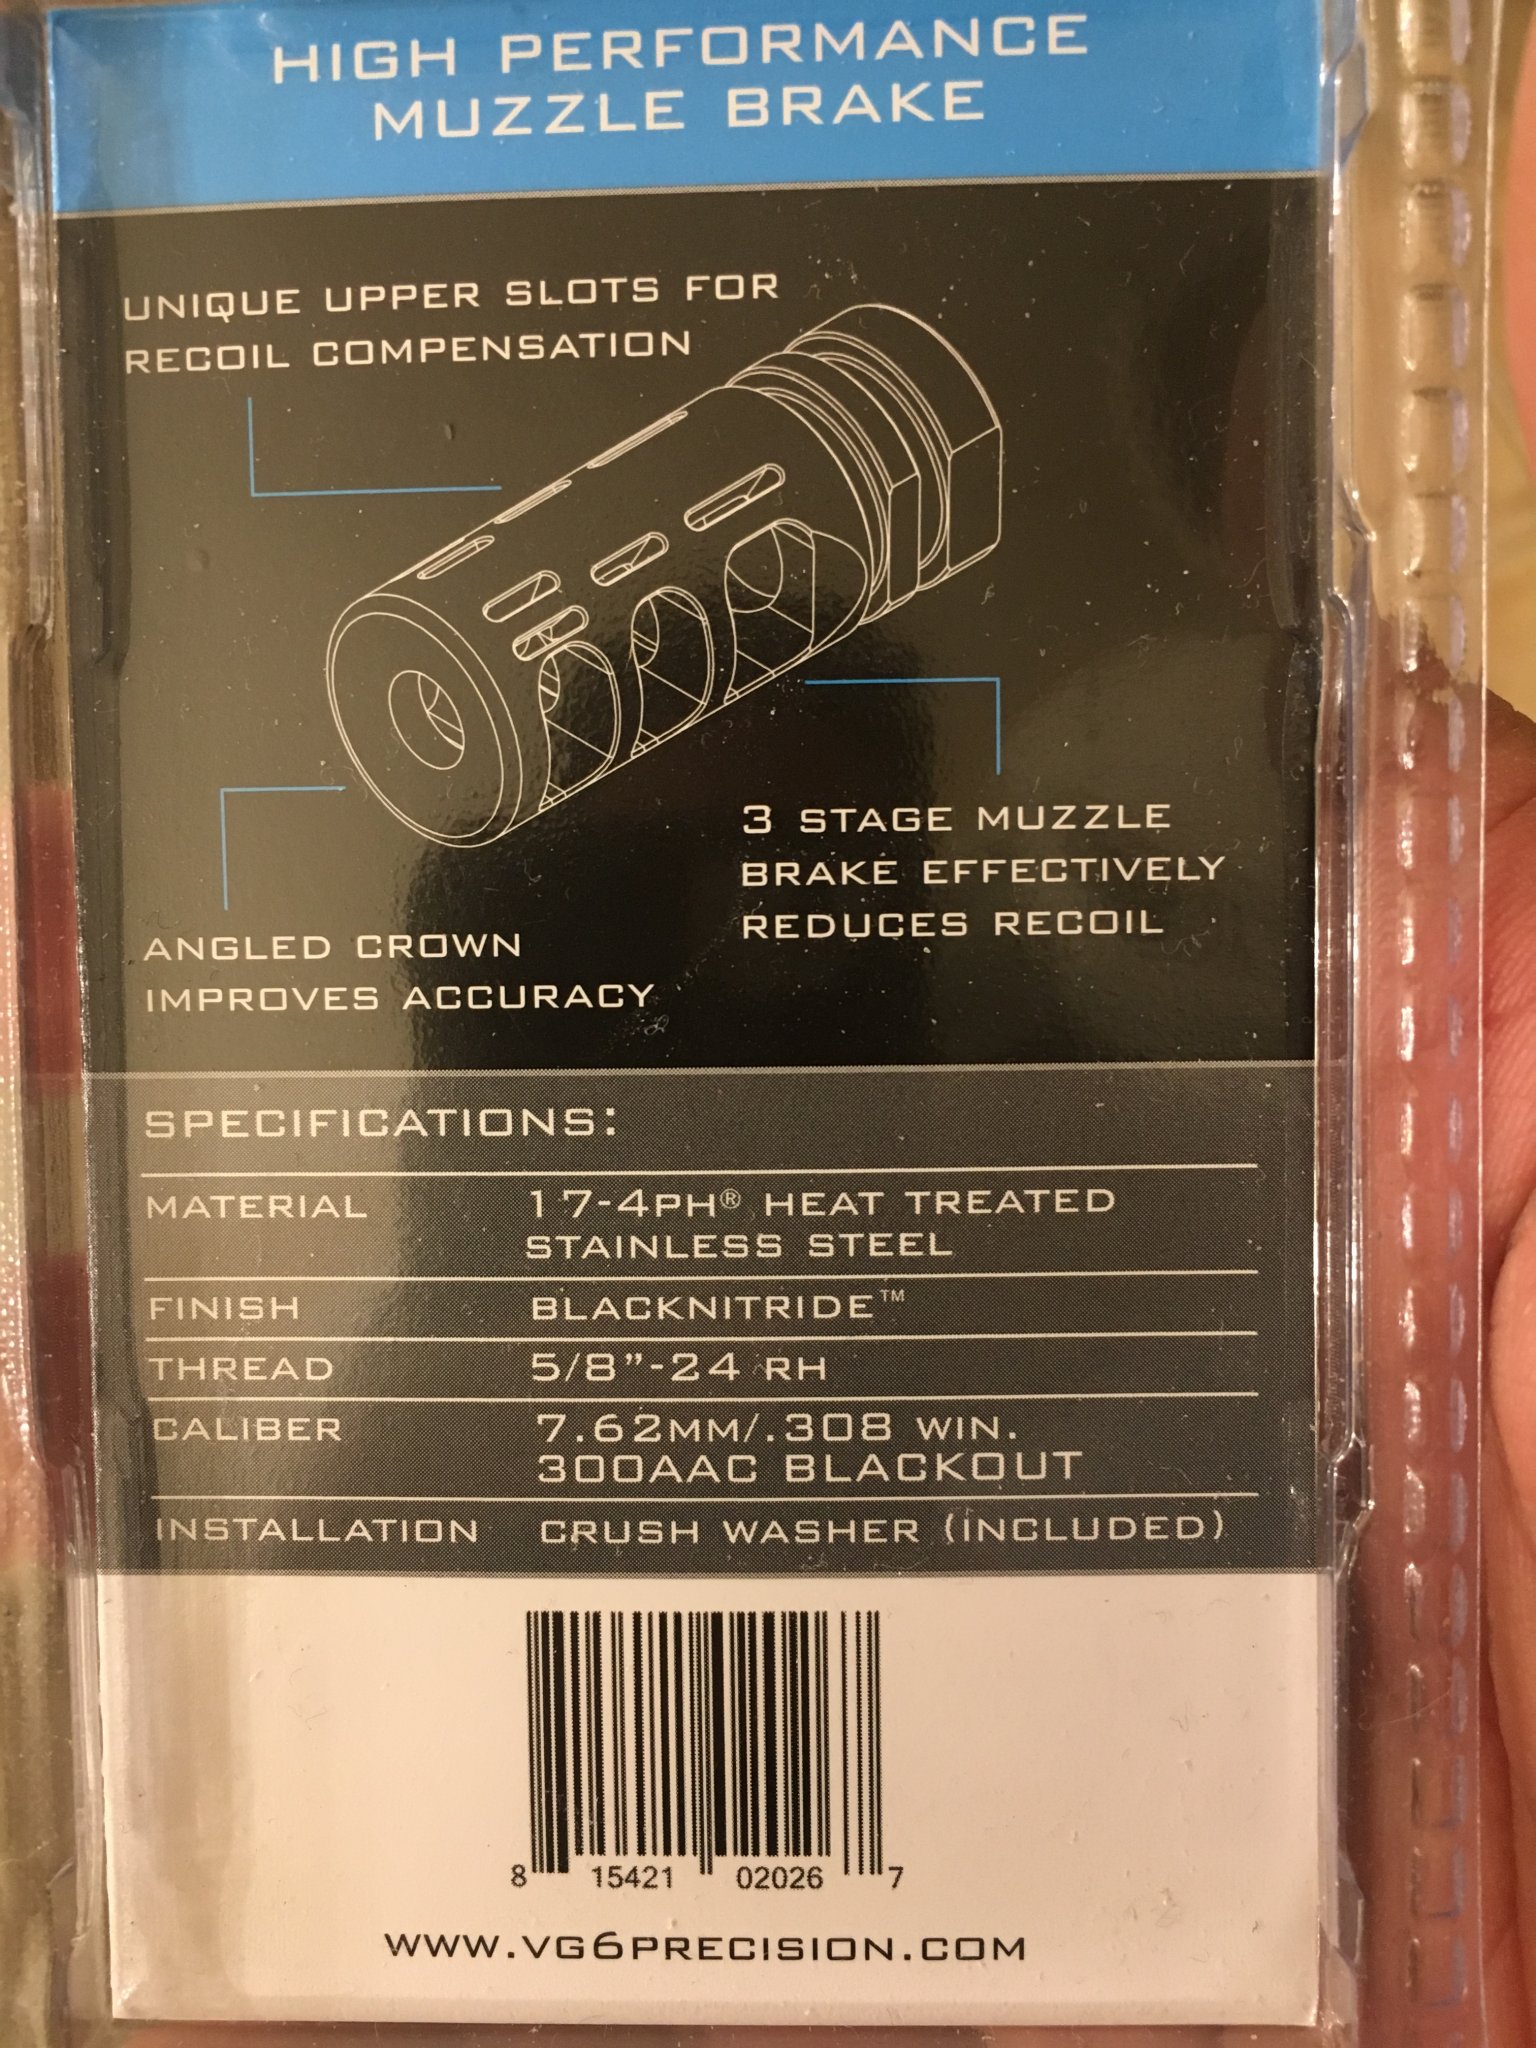 HIGH PERFORMANCE
MUZZLE BRAKE
UNIQUE UPPER SLOTS FOR
RECOIL COMPENSATION
3 STAGE MUZZLE
BRAKE EFFECTIVELY
REDUCES RECOIL
ANGLED CROWN
IMPROVES ACCURACY
SPECIFICATIONS:
MATERIAL 17-4PH® HEAT TREATED
STAINLESS STEEL
FINISH BLACKNITRIDE™
THREAD 5/8”-24 RH
CALIBER 7.62MM/.308 WIN.
300AAC BLACKOUT
INSTALLATION CRUSH WASHER (INCLUDED)
8 15421 02026 7
WWW.VG6PRECISION.COM